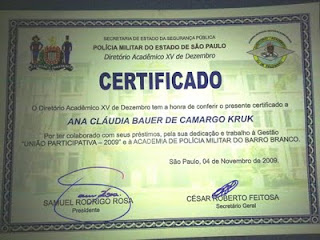 SECRETARIA DE ESTADO DA SEGURANÇA PÚBLICA
POLÍCIA MILITAR DO ESTADO DE SÃO PAULO
Diretório Acadêmico XV de Dezembro
CERTIFICADO
O Diretório Acadêmico XV de Dezembro tem a honra de conferir o presente certificado a
ANA CLÁUDIA BAUER DE CAMARGO KRUK
Por ter colaborado com seus préstimos, pela sua dedicação e trabalho à Gestão
"UNIÃO PARTICIPATIVA – 2009" e à ACADEMIA DE POLÍCIA MILITAR DO BARRO BRANCO.
São Paulo, 04 de Novembro de 2009.
SAMUEL RODRIGO ROSA
Presidente
CÉSAR ROBERTO FEITOSA
Secretário Geral